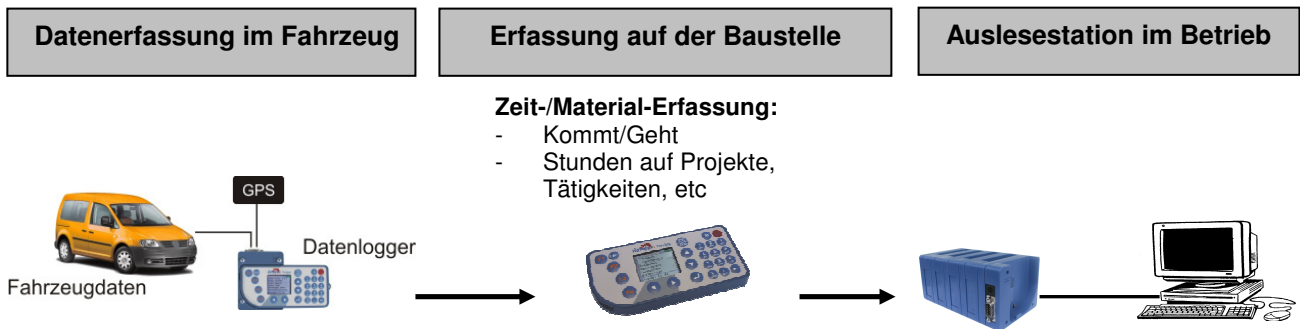 Datenerfassung im Fahrzeug
Erfassung auf der Baustelle
Auslesestation im Betrieb
Zeit-/Material-Erfassung:
- Kommt/Geht
- Stunden auf Projekte,
Tätigkeiten, etc
GPS
Datenlogger
Fahrzeugdaten